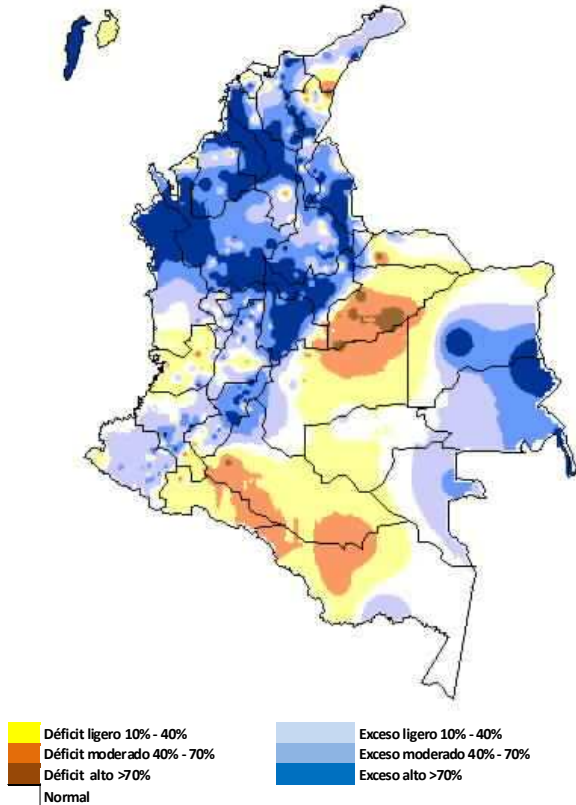 Déficit ligero 10% - 40%
Déficit moderado 40% - 70%
Déficit alto >70%
Normal
Exceso ligero 10% - 40%
Exceso moderado 40% - 70%
Exceso alto >70%